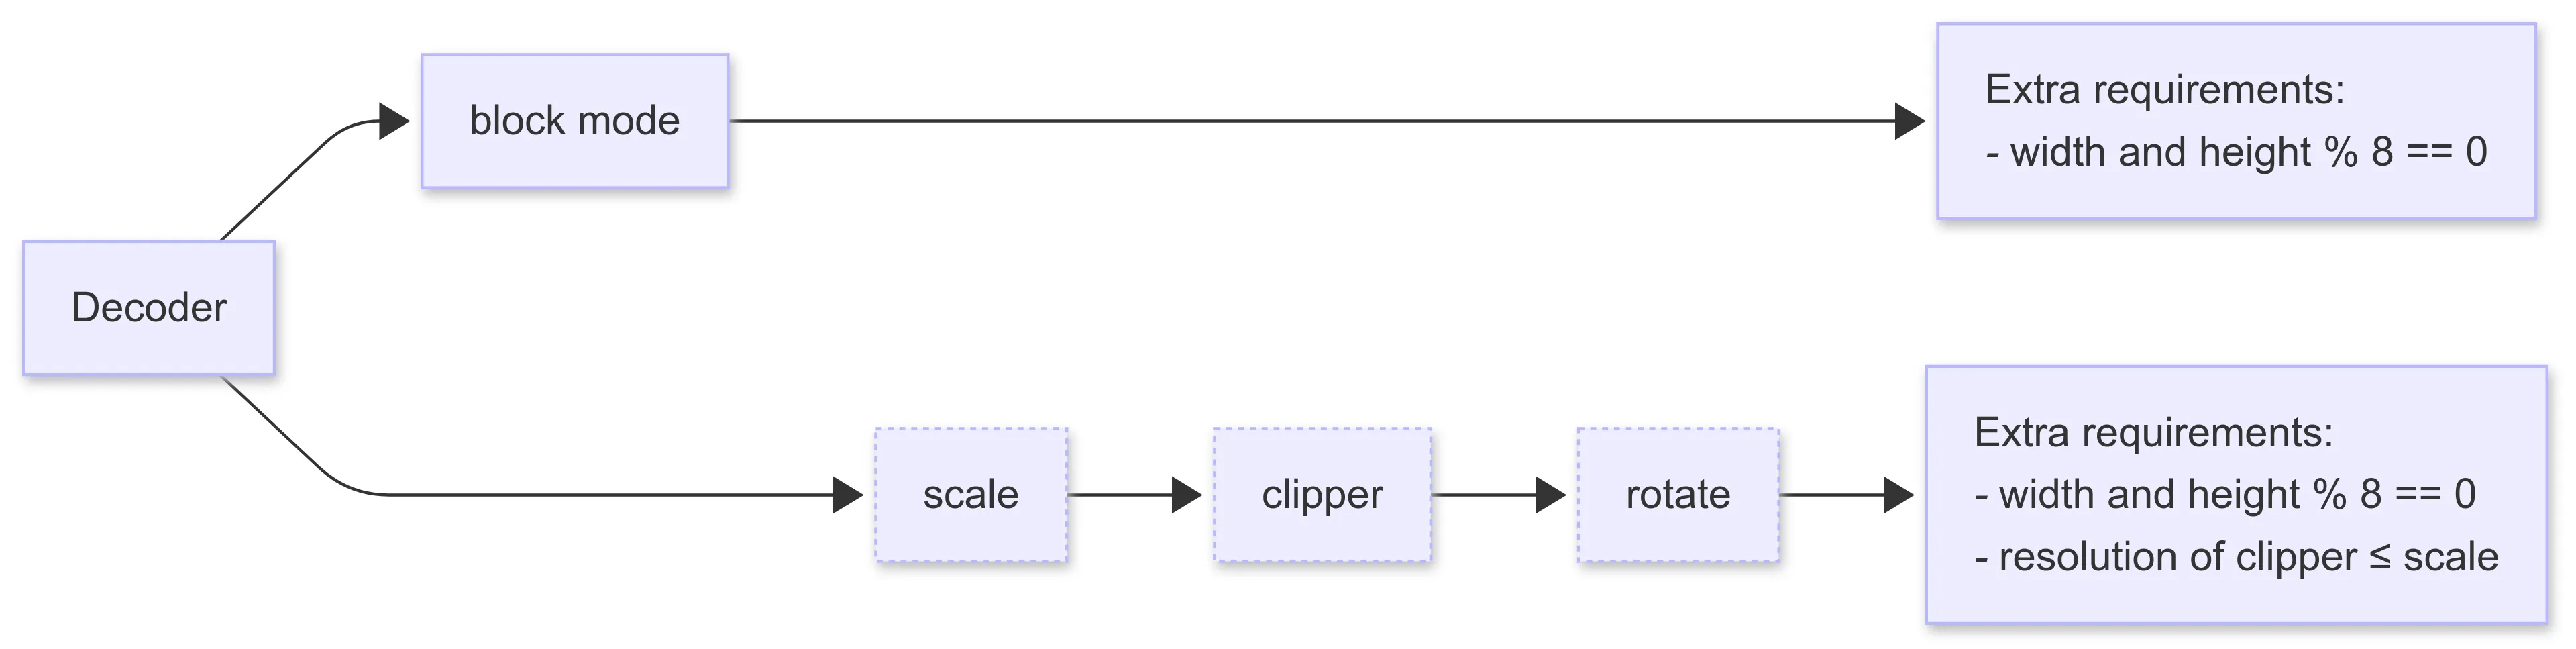 Decoder
block mode
Extra requirements:
- width and height % 8 == 0
scale
clipper
rotate
Extra requirements:
- width and height % 8 == 0
- resolution of clipper ≤ scale